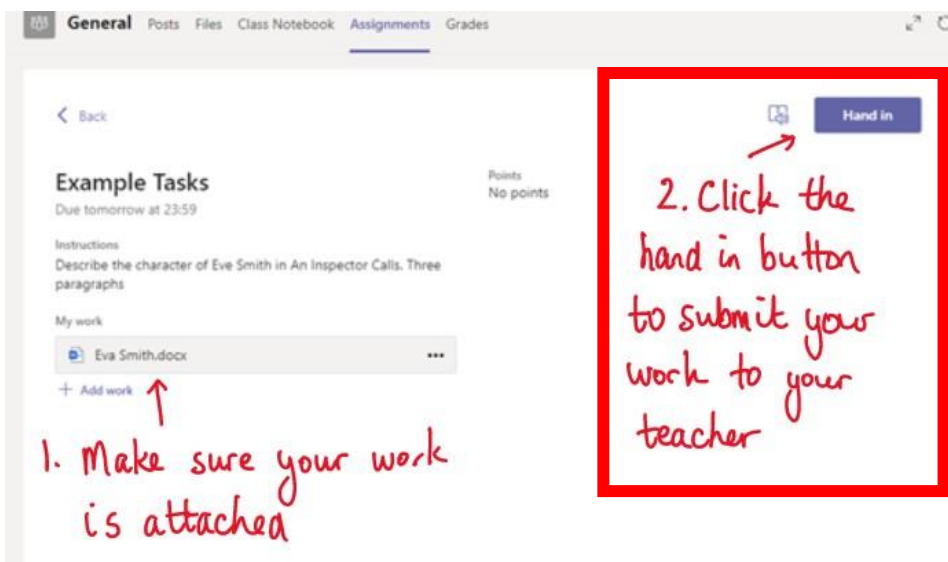 General Posts Files Class Notebook Assignments Grades
Back
Hand in
Example Tasks
Due tomorrow at 23:59
Points
No points
Instructions
Describe the character of Eve Smith in An Inspector Calls. Three
paragraphs
My work
Eva Smith.docx
+ Add work
1. Make sure your work
is attached
2. Click the
hand in button
to submit your
work to your
teacher